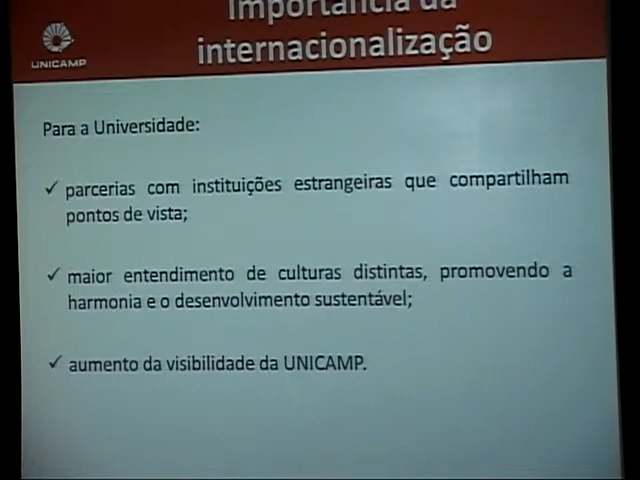 Importância da
internacionalização
UNICAMP
Para a Universidade:
✓ parcerias com instituições estrangeiras que compartilham
pontos de vista;
✓ maior entendimento de culturas distintas, promovendo a
harmonia e o desenvolvimento sustentável;
✓ aumento da visibilidade da UNICAMP.